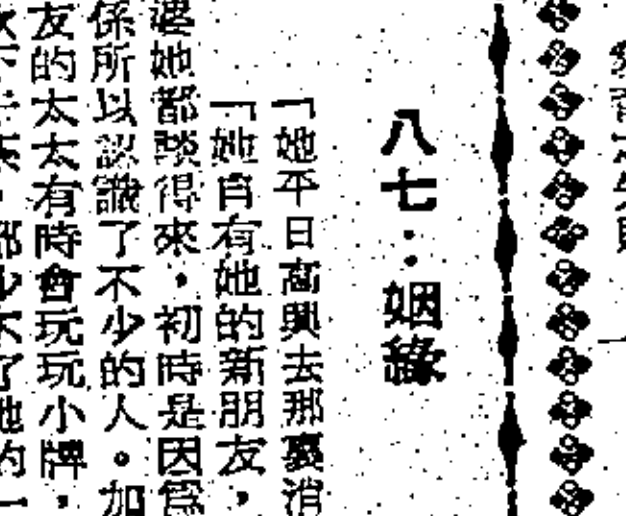 八七：姻緣
「她平日高興去那裏消
「她自有她的新朋友，
婆她都談得來，初時是因爲
係所以認識了不少的人。加
友的太太有時會玩玩小牌，